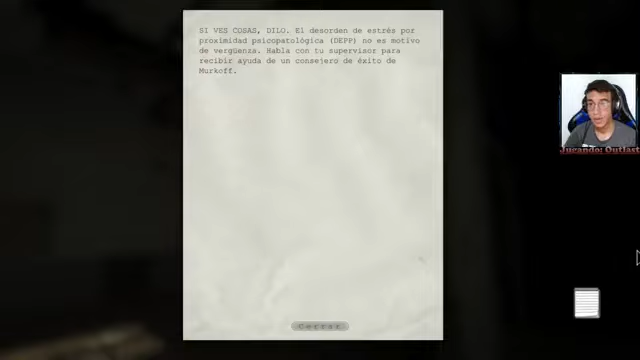 SI VES COSAS, DILO. El desorden de estrés por
proximidad psicopatológica (DEPP) no es motivo
de vergüenza. Habla con tu supervisor para
recibir ayuda de un consejero de éxito de
Murkoff.
Jugando: Outlast
Cerrar